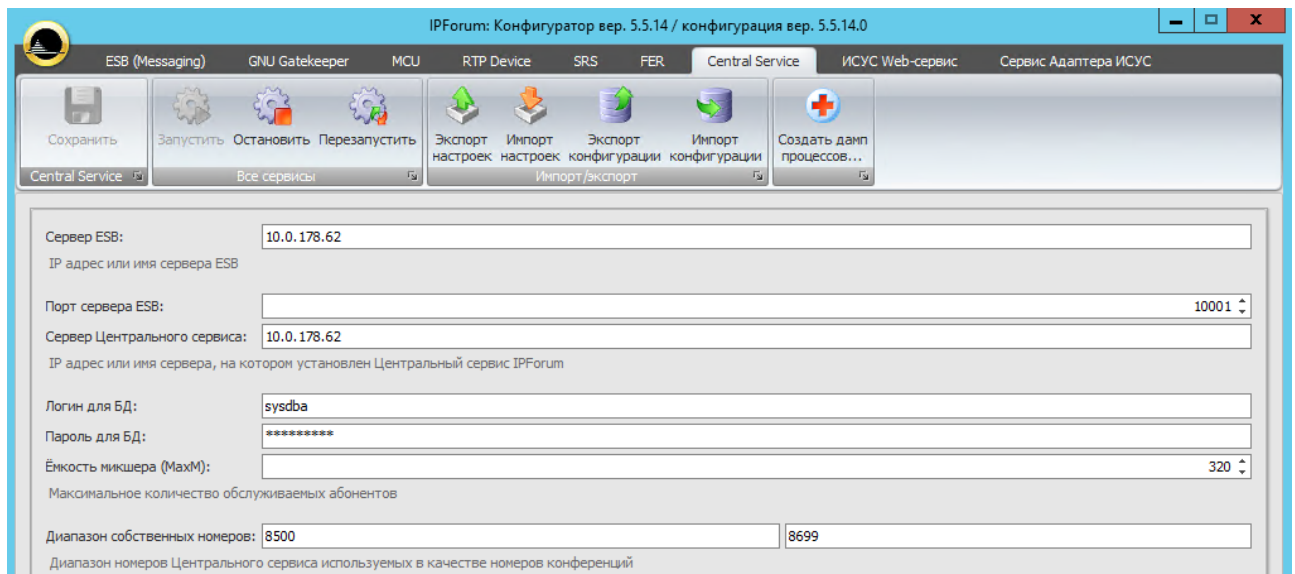 IPForum: Конфигуратор вер. 5.5.14 / конфигурация вер. 5.5.14.0
ESB (Messaging) GNU Gatekeeper MCU RTP Device SRS FER Central Service ИСУС Web-сервис Сервис Адаптера ИСУС
Сохранить Запустить Остановить Перезапустить Экспорт настроек Импорт настроек Экспорт конфигурации Импорт конфигурации Создать дамп процессов...
Central Service Все сервисы Импорт/экспорт
Сервер ESB: 10.0.178.62
IP адрес или имя сервера ESB
Порт сервера ESB: 10001
Сервер Центрального сервиса: 10.0.178.62
IP адрес или имя сервера, на котором установлен Центральный сервис IPForum
Логин для БД: sysdba
Пароль для БД: *********
Ёмкость микшера (MaxM): 320
Максимальное количество обслуживаемых абонентов
Диапазон собственных номеров: 8500 8699
Диапазон номеров Центрального сервиса используемых в качестве номеров конференций